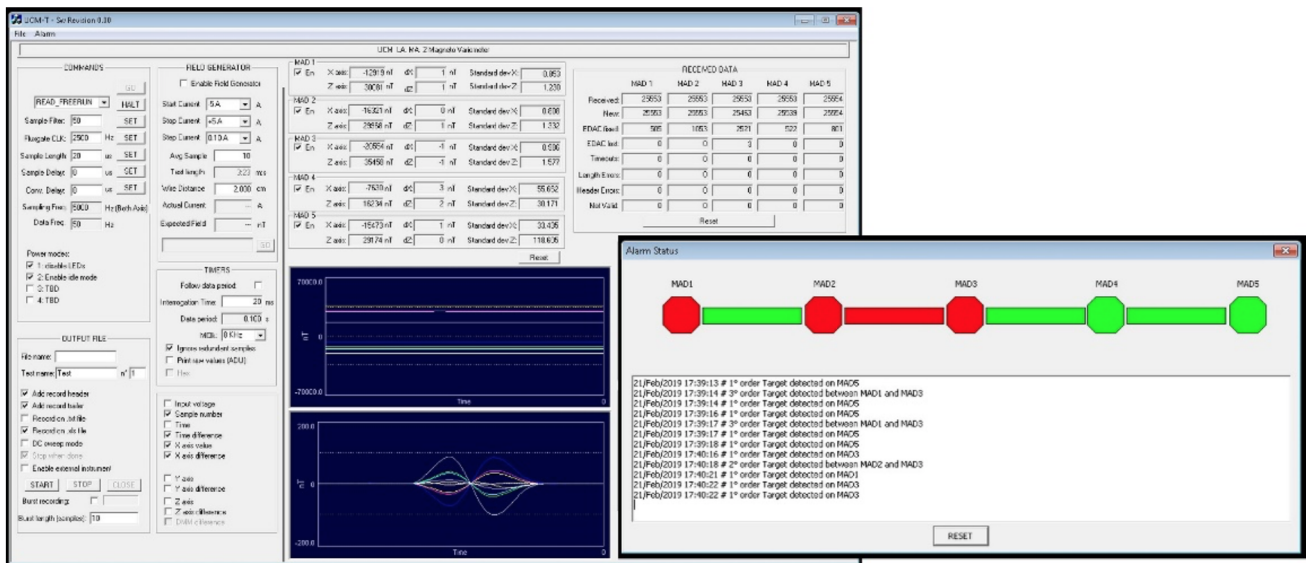 UCM-T - Sw Revision 0.30
File Alarm
UCM LA. MA. 2 Magneto Variometer
COMMANDS
GO
READ_FREERUN HALT
Sample Filter: 50 SET
Fluxgate CLK: 2500 Hz SET
Sample Length: 20 us SET
Sample Delay: 0 us SET
Conv. Delay: 0 us SET
Sampling Freq: 5000 Hz (Both Axis)
Data Freq: 50 Hz
Power modes:
1: disable LEDs
2: Enable idle mode
3: TBD
4: TBD
OUTPUT FILE
File name:
Test name: Test n° 1
Add record header
Add record trailer
Record on .txt file
Record on .xls file
DC sweep mode
Stop when done
Enable external instrument
START STOP CLOSE
Burst recording:
Burst length (samples): 10
FIELD GENERATOR
Enable Field Generator
Start Current A
Stop Current +5 A A
Step Current 0.10 A A
Avg Sample 10
Test length 3:23 mcs
Wire Distance 2.000 cm
Actual Current --- A
Expected Field --- nT
GO
TIMERS
Follow data period:
Interrogation Time: 20 ms
Data period: 0.100 s
MClk: 0 KHz
Ignore redundant samples
Print raw values (ADU)
Hex
Input voltage
Sample number
Time
Time difference
X axis value
X axis difference
Y axis
Y axis difference
Z axis
Z axis difference
DMM difference
MAD 1
En X axis: -12919 nT dX: 1 nT Standard dev X: 0.853
Z axis: 30081 nT dZ: 1 nT Standard dev Z: 1.230
MAD 2
En X axis: -16321 nT dX: 0 nT Standard dev X:
Z axis: nT dZ: 1 nT Standard dev Z: 1.332
MAD 3
En X axis: -20554 nT dX: -1 nT Standard dev X:
Z axis: 35458 nT dZ: -1 nT Standard dev Z: 1.577
MAD 4
En X axis: -7630 nT dX: 3 nT Standard dev X: 55.652
Z axis: 16234 nT dZ: 2 nT Standard dev Z: 30.171
MAD 5
En X axis: -15473 nT dX: 1 nT Standard dev X: 33.435
Z axis: 29174 nT dZ: 0 nT Standard dev Z: 118.605
Reset
RECEIVED DATA
MAD 1 MAD 2 MAD 3 MAD 4 MAD 5
Received: 25553 25553 25553 25553 25554
New: 25553 25553 25453 25539 25554
EDAC fixed: 585 1053 2521 522 801
EDAC lost: 0 0 3 0 0
Timeouts: 0 0 0 0 0
Length Errors: 0 0 0 0 0
Header Errors: 0 0 0 0 0
Not Valid: 0 0 0 0 0
Reset
70000.0
nT 0
-70000.0
Time 0
200.0
nT 0
-200.0
Time 0
Alarm Status
MAD1 MAD2 MAD3 MAD4 MAD5
21/Feb/2019 17:39:13 # 1° order Target detected on MAD5
21/Feb/2019 17:39:14 # 3° order Target detected between MAD1 and MAD3
21/Feb/2019 17:39:14 # 1° order Target detected on MAD5
21/Feb/2019 17:39:16 # 1° order Target detected on MAD5
21/Feb/2019 17:39:17 # 3° order Target detected between MAD1 and MAD3
21/Feb/2019 17:39:17 # 1° order Target detected on MAD5
21/Feb/2019 17:39:18 # 1° order Target detected on MAD5
21/Feb/2019 17:40:16 # 1° order Target detected on MAD3
21/Feb/2019 17:40:18 # 2° order Target detected between MAD2 and MAD3
21/Feb/2019 17:40:21 # 1° order Target detected on MAD1
21/Feb/2019 17:40:22 # 1° order Target detected on MAD3
21/Feb/2019 17:40:22 # 1° order Target detected on MAD3
RESET